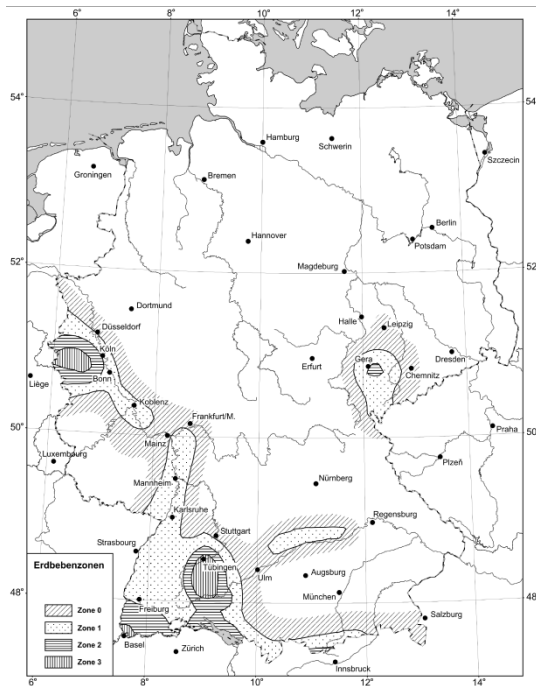 6° 8° 10° 12° 14°
54° 54°
Hamburg
Schwerin
Szczecin
Groningen
Bremen
Berlin
Potsdam
Hannover
Magdeburg
52° 52°
Dortmund
Halle
Leipzig
Düsseldorf
Köln
Gera
Dresden
Erfurt
Chemnitz
Bonn
Liège
Koblenz
Frankfurt/M.
50° 50°
Praha
Mainz
Luxembourg
Plzeň
Mannheim
Nürnberg
Karlsruhe
Regensburg
Stuttgart
Strasbourg
Tübingen
Ulm
Augsburg
48° 48°
München
Freiburg
Salzburg
Basel
Zürich
Innsbruck
Erdbebenzonen
Zone 0
Zone 1
Zone 2
Zone 3
6° 8° 10° 12° 14°